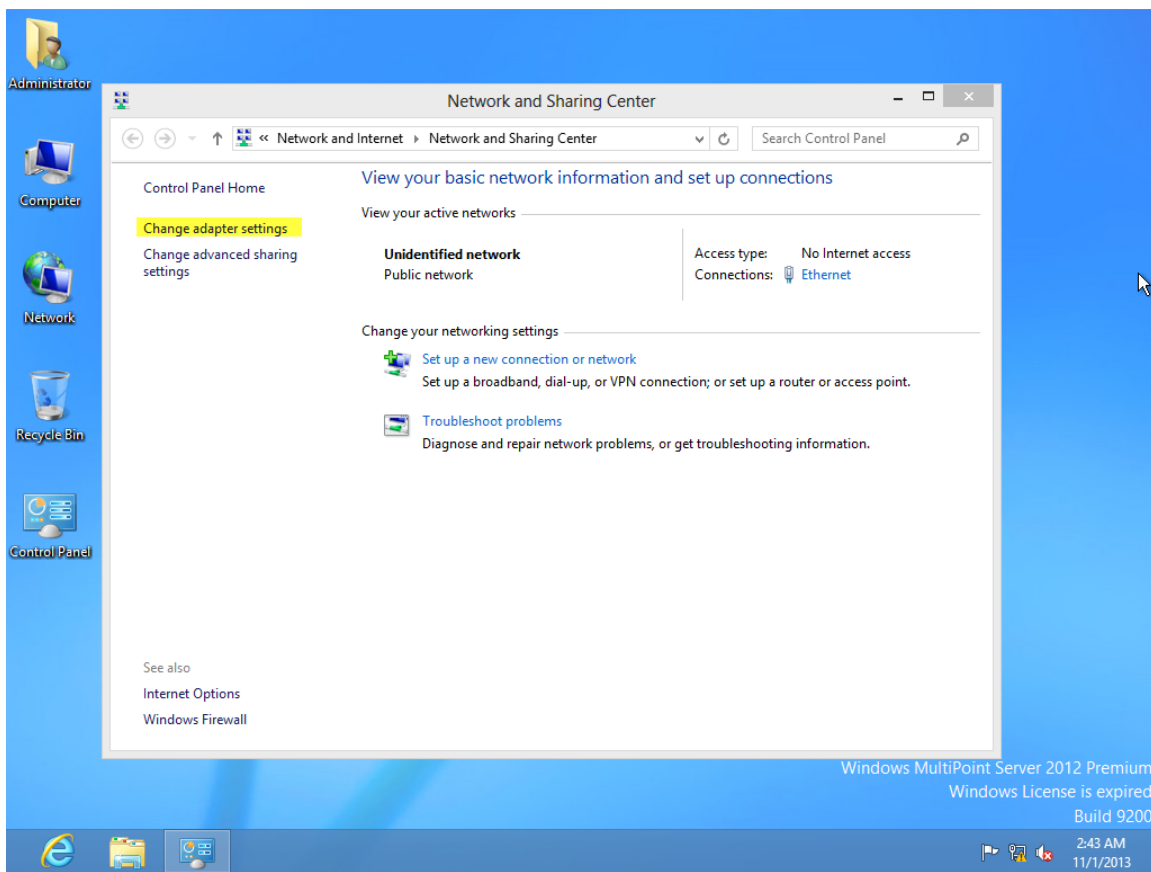 Administrator
Computer
Network
Recycle Bin
Control Panel
Network and Sharing Center
« Network and Internet Network and Sharing Center
Search Control Panel
Control Panel Home
Change adapter settings
Change advanced sharing
settings
See also
Internet Options
Windows Firewall
View your basic network information and set up connections
View your active networks
Unidentified network
Public network
Access type: No Internet access
Connections: Ethernet
Change your networking settings
Set up a new connection or network
Set up a broadband, dial-up, or VPN connection; or set up a router or access point.
Troubleshoot problems
Diagnose and repair network problems, or get troubleshooting information.
Windows MultiPoint Server 2012 Premium
Windows License is expired
Build 9200
2:43 AM
11/1/2013